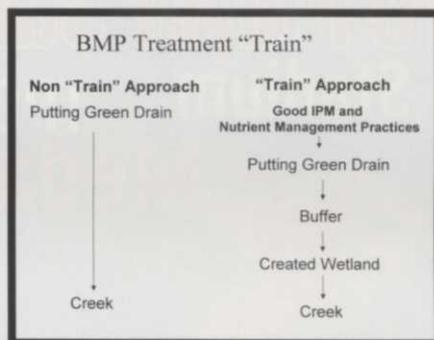 BMP Treatment “Train”
Non “Train” Approach
Putting Green Drain
Creek
“Train” Approach
Good IPM and
Nutrient Management Practices
Putting Green Drain
Buffer
Created Wetland
Creek